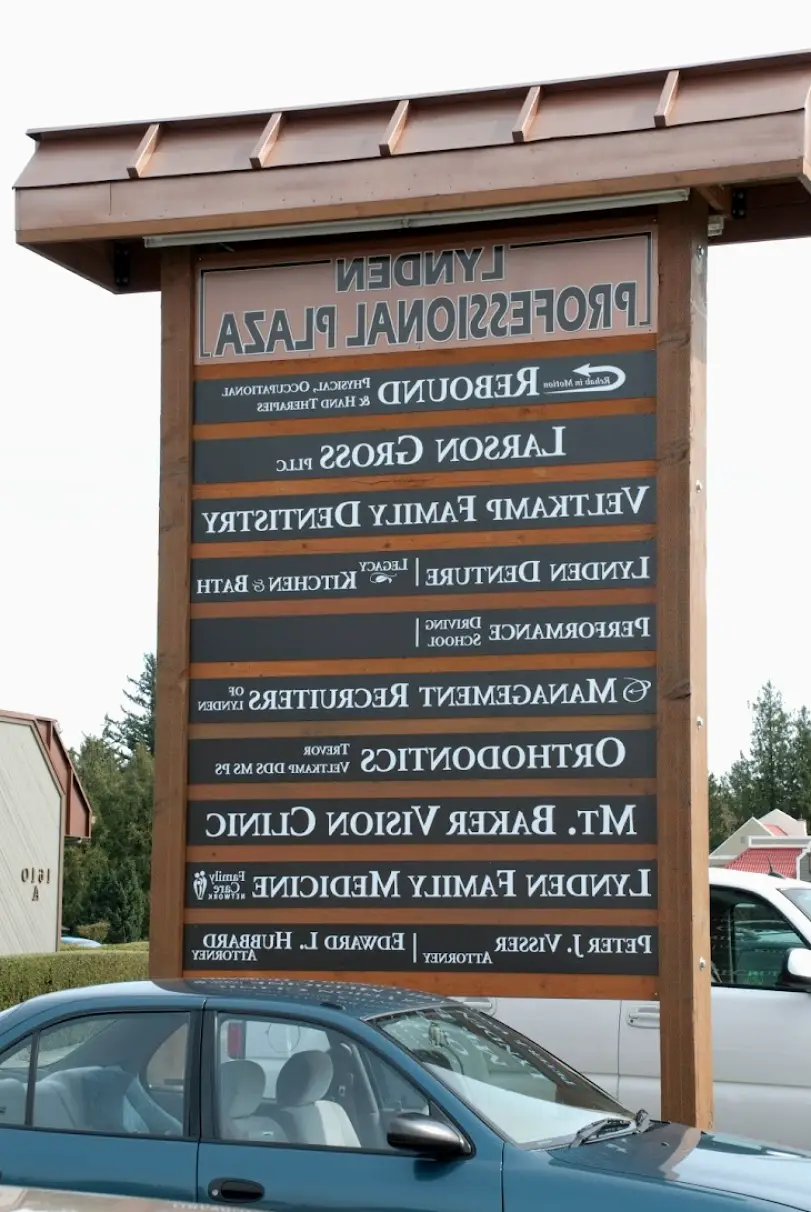 LYNDEN
PROFESSIONAL PLAZA
Rehab in Motion REBOUND PHYSICAL, OCCUPATIONAL
& HAND THERAPIES
LARSON GROSS PLLC
VELTKAMP FAMILY DENTISTRY
LYNDEN DENTURE | LEGACY KITCHEN & BATH
PERFORMANCE DRIVING
SCHOOL |
MANAGEMENT RECRUITERS OF
LYNDEN
ORTHODONTICS TREVOR
VELTKAMP DDS MS PS
MT. BAKER VISION CLINIC
LYNDEN FAMILY MEDICINE Family
Care
NETWORK
PETER J. VISSER | EDWARD L. HUBBARD
ATTORNEY ATTORNEY
1610
A